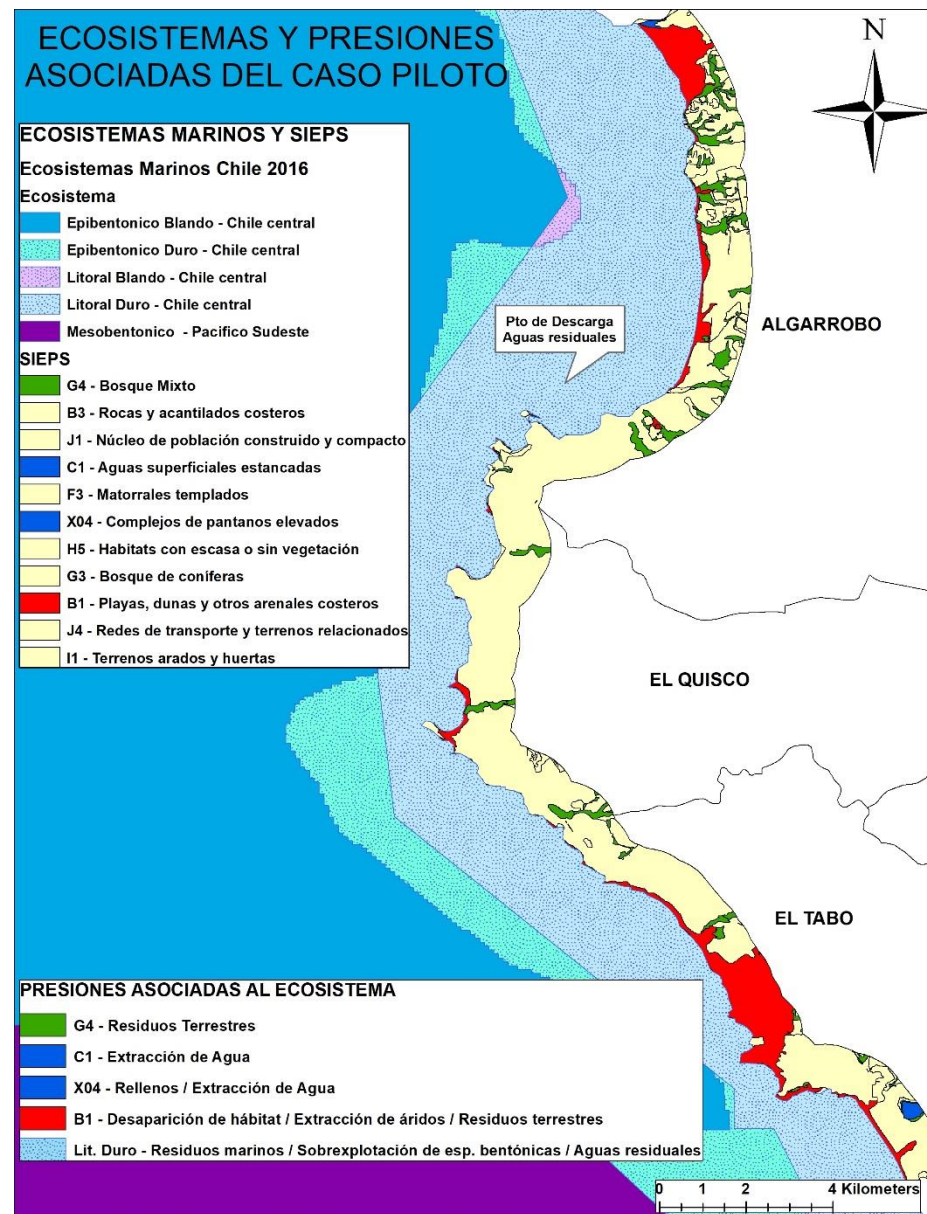 ECOSISTEMAS Y PRESIONES
ASOCIADAS DEL CASO PILOTO
N
ECOSISTEMAS MARINOS Y SIEPS
Ecosistemas Marinos Chile 2016
Ecosistema
Epibentonico Blando - Chile central
Epibentonico Duro - Chile central
Litoral Blando - Chile central
Litoral Duro - Chile central
Mesobentonico - Pacifico Sudeste
SIEPS
G4 - Bosque Mixto
B3 - Rocas y acantilados costeros
J1 - Núcleo de población construido y compacto
C1 - Aguas superficiales estancadas
F3 - Matorrales templados
X04 - Complejos de pantanos elevados
H5 - Habitats con escasa o sin vegetación
G3 - Bosque de coníferas
B1 - Playas, dunas y otros arenales costeros
J4 - Redes de transporte y terrenos relacionados
I1 - Terrenos arados y huertas
Pto de Descarga
Aguas residuales
ALGARROBO
EL QUISCO
EL TABO
PRESIONES ASOCIADAS AL ECOSISTEMA
G4 - Residuos Terrestres
C1 - Extracción de Agua
X04 - Rellenos / Extracción de Agua
B1 - Desaparición de hábitat / Extracción de áridos / Residuos terrestres
Lit. Duro - Residuos marinos / Sobrexplotación de esp. bentónicas / Aguas residuales
0 1 2 4 Kilometers